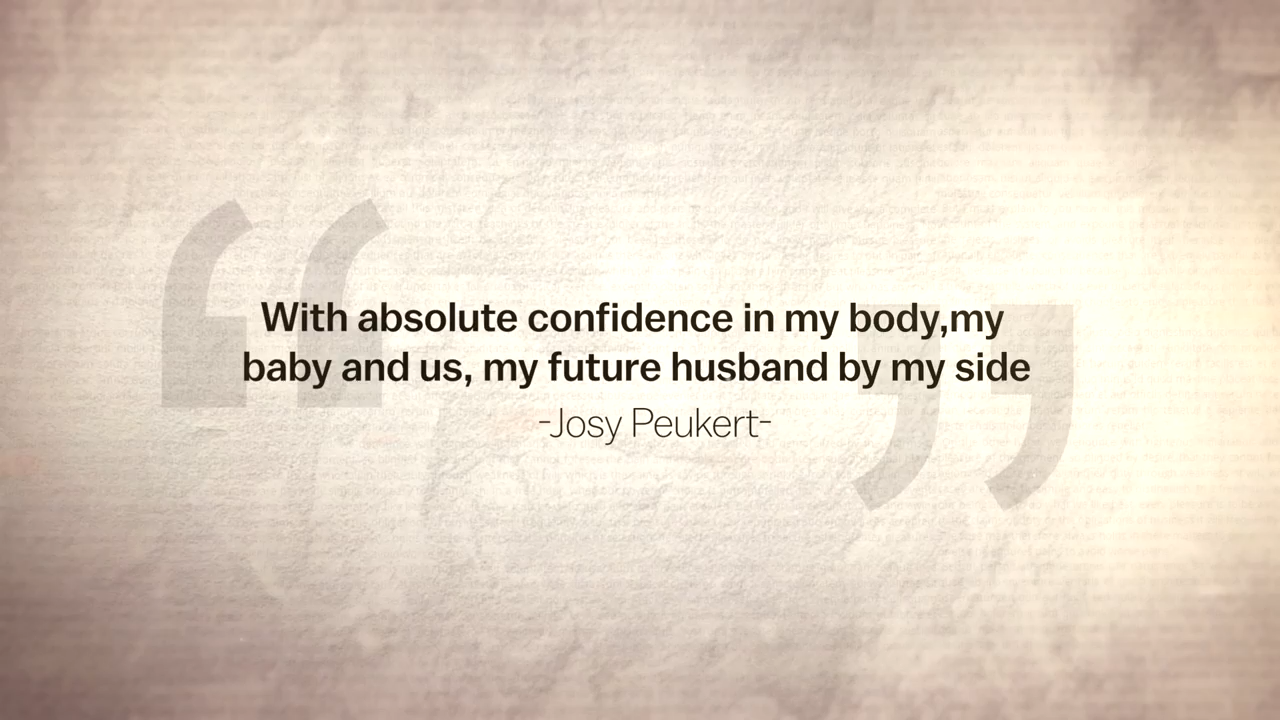 With absolute confidence in my body,my
baby and us, my future husband by my side
-Josy Peukert-